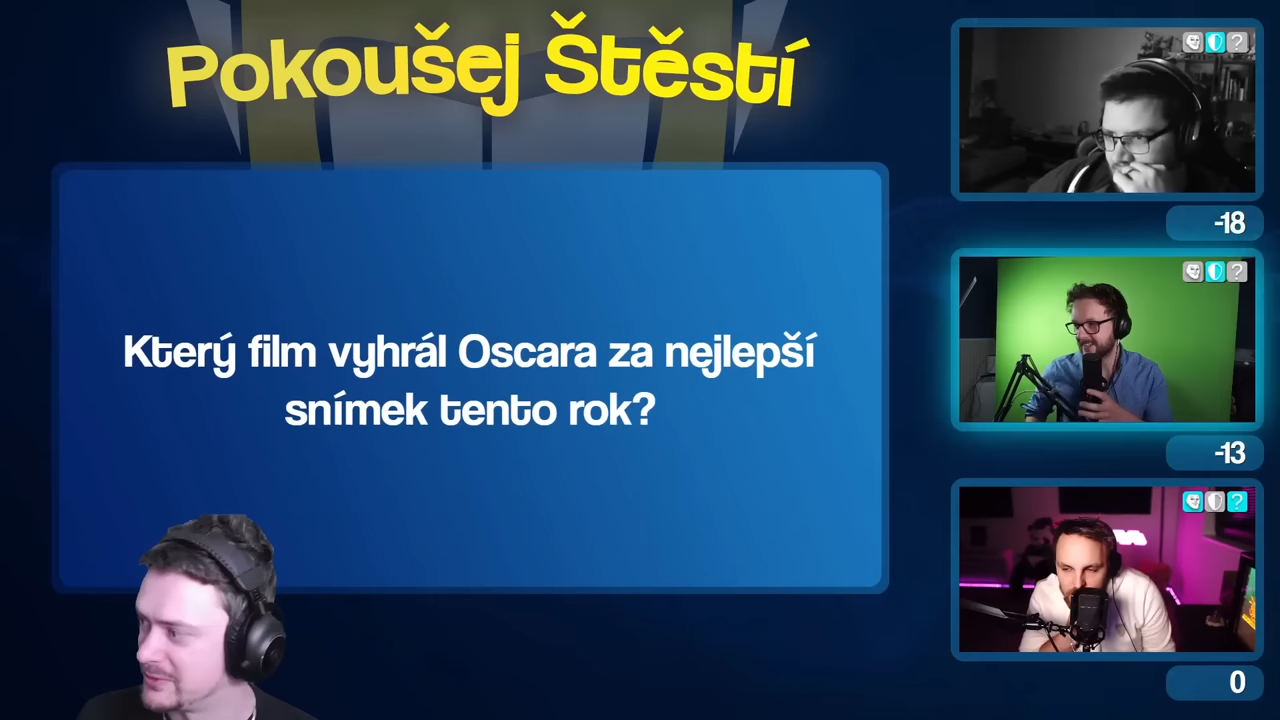 Pokoušej Štěstí
Který film vyhrál Oscara za nejlepší
snímek tento rok?
?
-18
?
-13
?
0